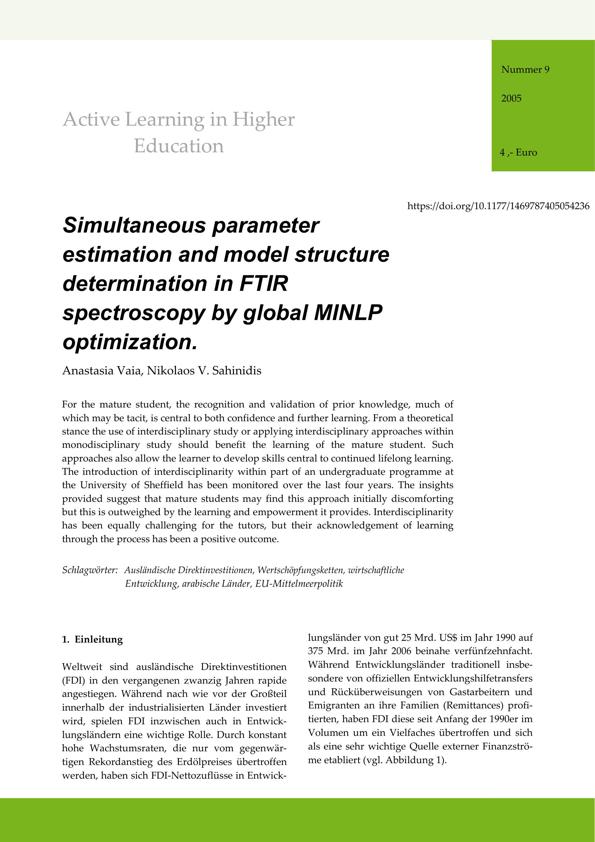 Nummer 9
2005
4 ,- Euro
Active Learning in Higher
Education
https://doi.org/10.1177/1469787405054236
Simultaneous parameter
estimation and model structure
determination in FTIR
spectroscopy by global MINLP
optimization.
Anastasia Vaia, Nikolaos V. Sahinidis
For the mature student, the recognition and validation of prior knowledge, much of
which may be tacit, is central to both confidence and further learning. From a theoretical
stance the use of interdisciplinary study or applying interdisciplinary approaches within
monodisciplinary study should benefit the learning of the mature student. Such
approaches also allow the learner to develop skills central to continued lifelong learning.
The introduction of interdisciplinarity within part of an undergraduate programme at
the University of Sheffield has been monitored over the last four years. The insights
provided suggest that mature students may find this approach initially discomforting
but this is outweighed by the learning and empowerment it provides. Interdisciplinarity
has been equally challenging for the tutors, but their acknowledgement of learning
through the process has been a positive outcome.
Schlagwörter: Ausländische Direktinvestitionen, Wertschöpfungsketten, wirtschaftliche
Entwicklung, arabische Länder, EU-Mittelmeerpolitik
1. Einleitung
Weltweit sind ausländische Direktinvestitionen
(FDI) in den vergangenen zwanzig Jahren rapide
angestiegen. Während nach wie vor der Großteil
innerhalb der industrialisierten Länder investiert
wird, spielen FDI inzwischen auch in Entwick-
lungsländern eine wichtige Rolle. Durch konstant
hohe Wachstumsraten, die nur vom gegenwär-
tigen Rekordanstieg des Erdölpreises übertroffen
werden, haben sich FDI-Nettozuflüsse in Entwick-
lungsländer von gut 25 Mrd. US$ im Jahr 1990 auf
375 Mrd. im Jahr 2006 beinahe verfünfzehnfacht.
Während Entwicklungsländer traditionell insbe-
sondere von offiziellen Entwicklungshilfetransfers
und Rücküberweisungen von Gastarbeitern und
Emigranten an ihre Familien (Remittances) profi-
tierten, haben FDI diese seit Anfang der 1990er im
Volumen um ein Vielfaches übertroffen und sich
als eine sehr wichtige Quelle externer Finanzströ-
me etabliert (vgl. Abbildung 1).